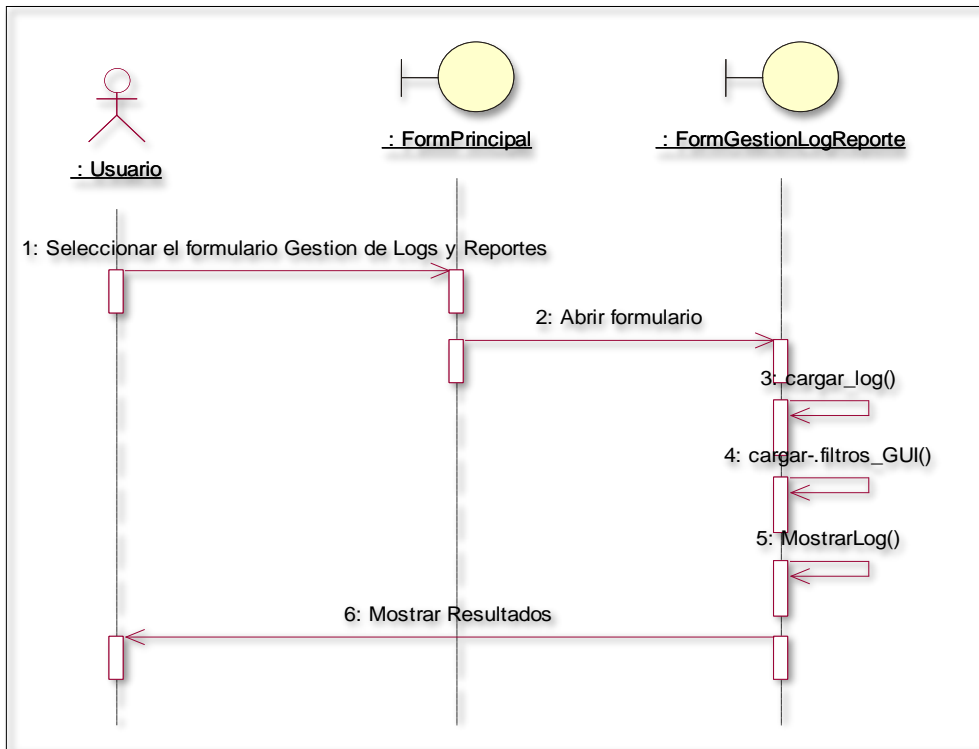 : Usuario
: FormPrincipal
: FormGestionLogReporte
1: Seleccionar el formulario Gestion de Logs y Reportes
2: Abrir formulario
3: cargar_log()
4: cargar-.filtros_GUI()
5: MostrarLog()
6: Mostrar Resultados